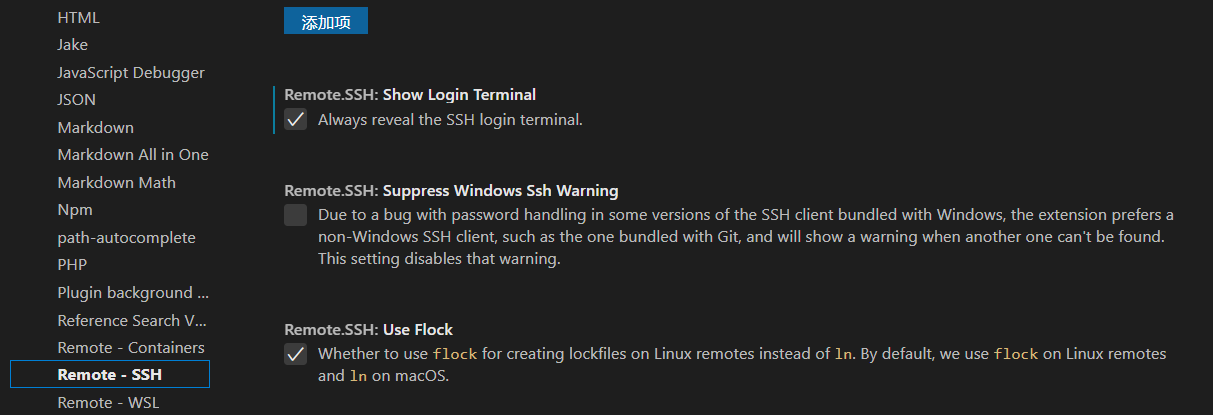 HTML
Jake
JavaScript Debugger
JSON
Markdown
Markdown All in One
Markdown Math
Npm
path-autocomplete
PHP
Plugin background ...
Reference Search V...
Remote - Containers
Remote - SSH
Remote - WSL
添加项
Remote.SSH: Show Login Terminal
Always reveal the SSH login terminal.
Remote.SSH: Suppress Windows Ssh Warning
Due to a bug with password handling in some versions of the SSH client bundled with Windows, the extension prefers a
non-Windows SSH client, such as the one bundled with Git, and will show a warning when another one can't be found.
This setting disables that warning.
Remote.SSH: Use Flock
Whether to use flock for creating lockfiles on Linux remotes instead of ln. By default, we use flock on Linux remotes
and ln on macOS.